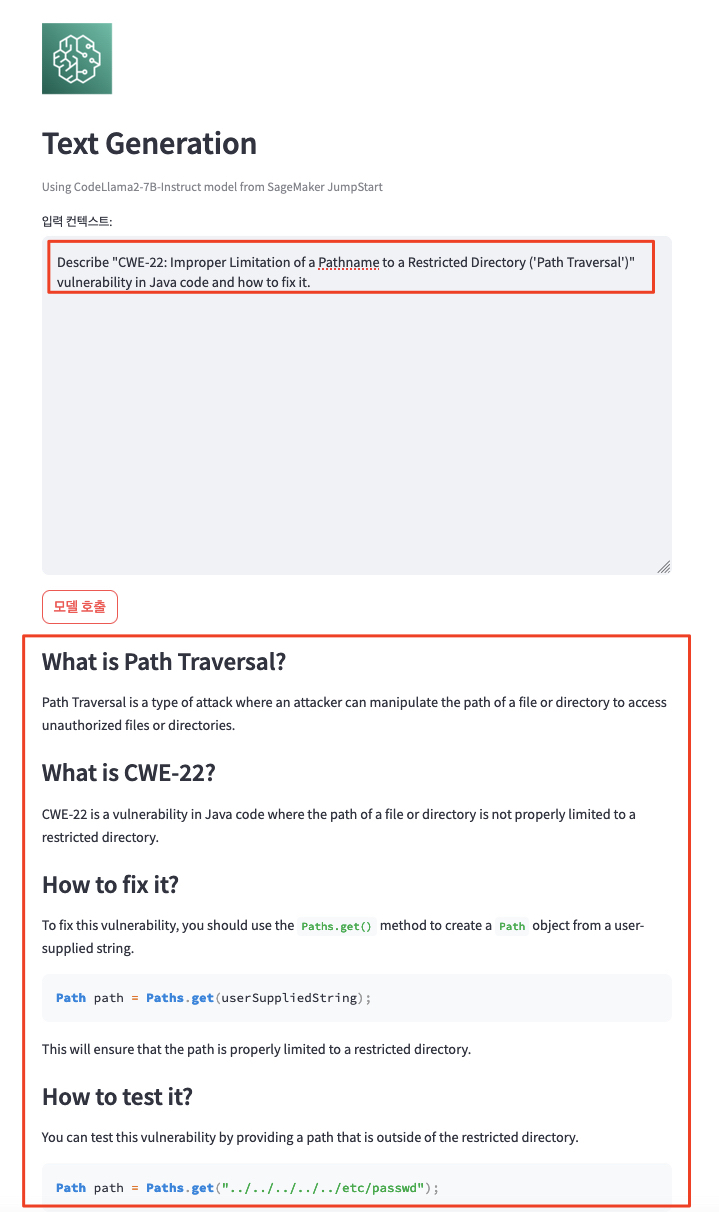 Text Generation
Using CodeLlama2-7B-Instruct model from SageMaker JumpStart
입력 컨텍스트:
Describe "CWE-22: Improper Limitation of a Pathname to a Restricted Directory ('Path Traversal')"
vulnerability in Java code and how to fix it.
모델 호출
What is Path Traversal?
Path Traversal is a type of attack where an attacker can manipulate the path of a file or directory to access
unauthorized files or directories.
What is CWE-22?
CWE-22 is a vulnerability in Java code where the path of a file or directory is not properly limited to a
restricted directory.
How to fix it?
To fix this vulnerability, you should use the Paths.get() method to create a Path object from a user-
supplied string.
Path path = Paths.get(userSuppliedString);
This will ensure that the path is properly limited to a restricted directory.
How to test it?
You can test this vulnerability by providing a path that is outside of the restricted directory.
Path path = Paths.get("../../../../../etc/passwd");